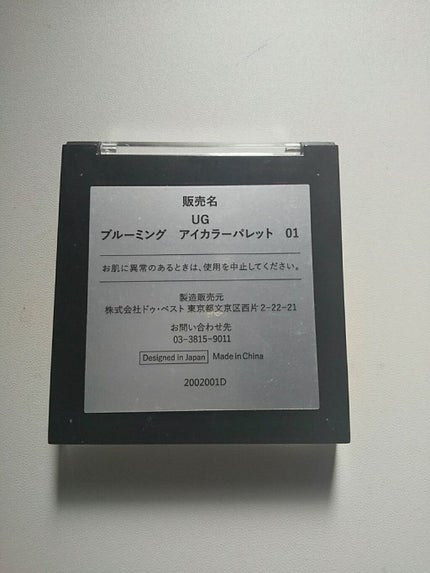 販売名
UG
ブルーミング アイカラーパレット 01
お肌に異常のあるときは、使用を中止してください。
製造販売元
株式会社ドゥ・ベスト 東京都文京区西片2-22-21
お問い合わせ先
03-3815-9011
Designed in Japan Made in China
2002001D